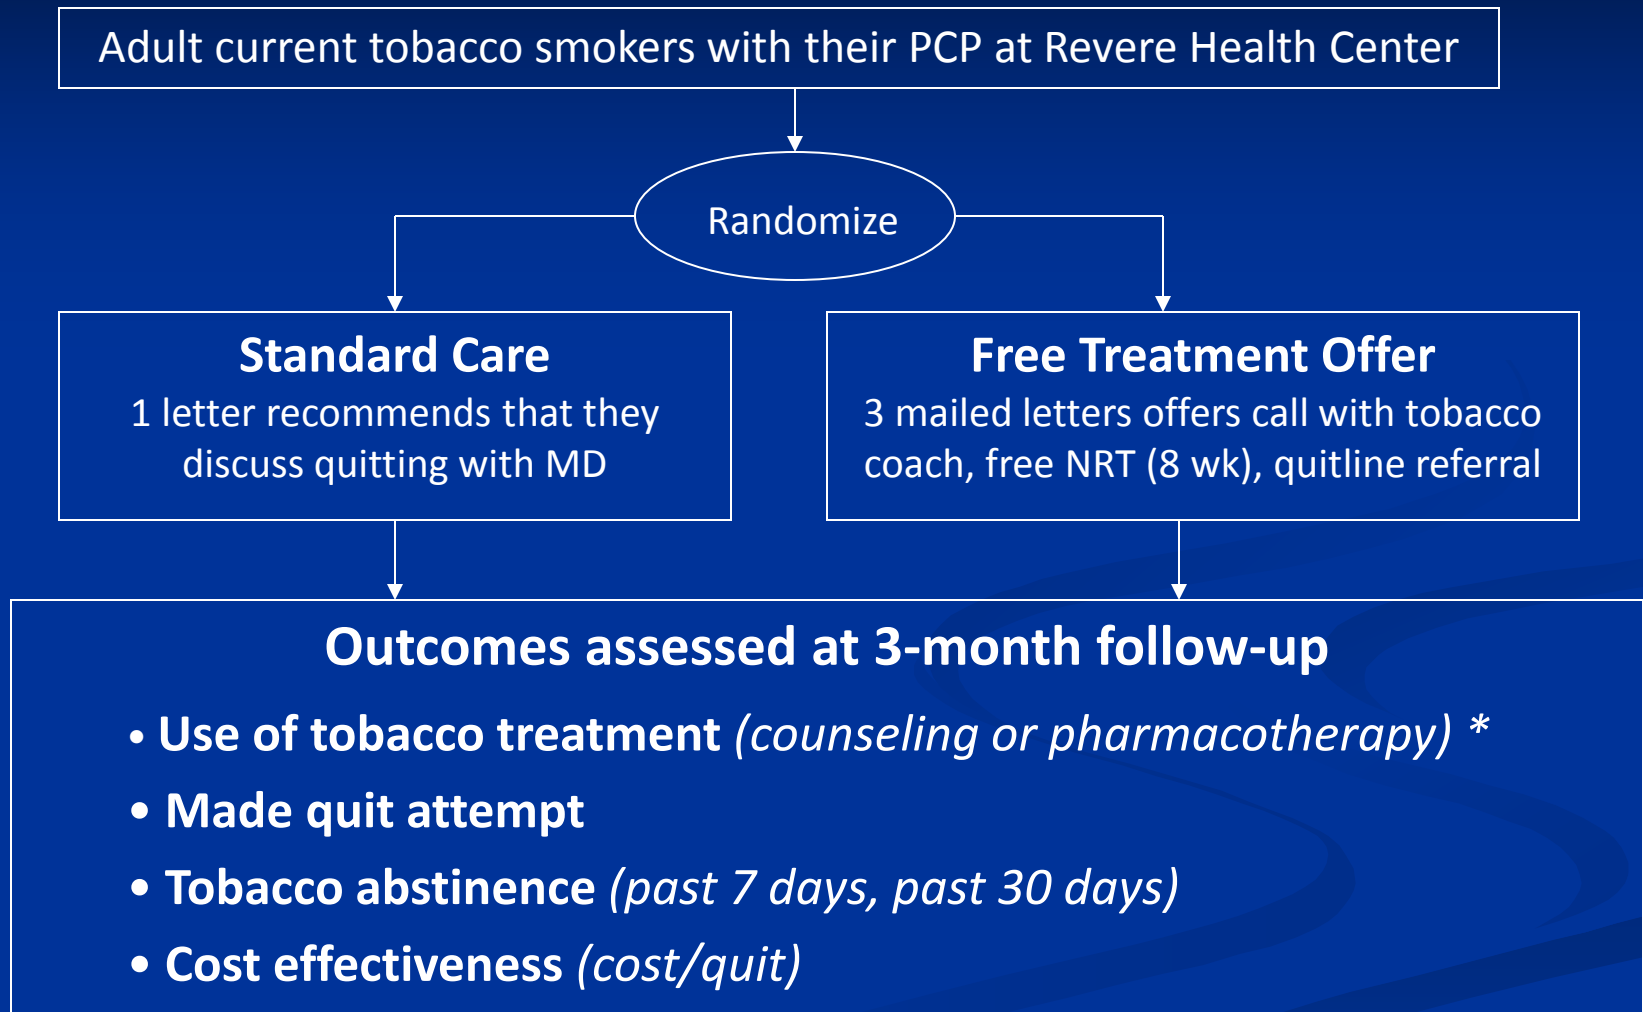 Adult current tobacco smokers with their PCP at Revere Health Center
Randomize
Standard Care
1 letter recommends that they
discuss quitting with MD
Free Treatment Offer
3 mailed letters offers call with tobacco
coach, free NRT (8 wk), quitline referral
Outcomes assessed at 3-month follow-up
• Use of tobacco treatment (counseling or pharmacotherapy) *
• Made quit attempt
• Tobacco abstinence (past 7 days, past 30 days)
• Cost effectiveness (cost/quit)